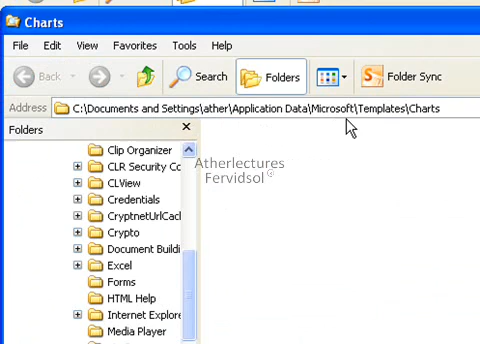 Charts
File Edit View Favorites Tools Help
Back Search Folders Folder Sync
Address C:\Documents and Settings\ather\Application Data\Microsoft\Templates\Charts
Folders
Atherlectures
Fervidsol
Clip Organizer
CLR Security Co
CLView
Credentials
CryptnetUrlCac
Crypto
Document Buildi
Excel
Forms
HTML Help
Internet Explore
Media Player